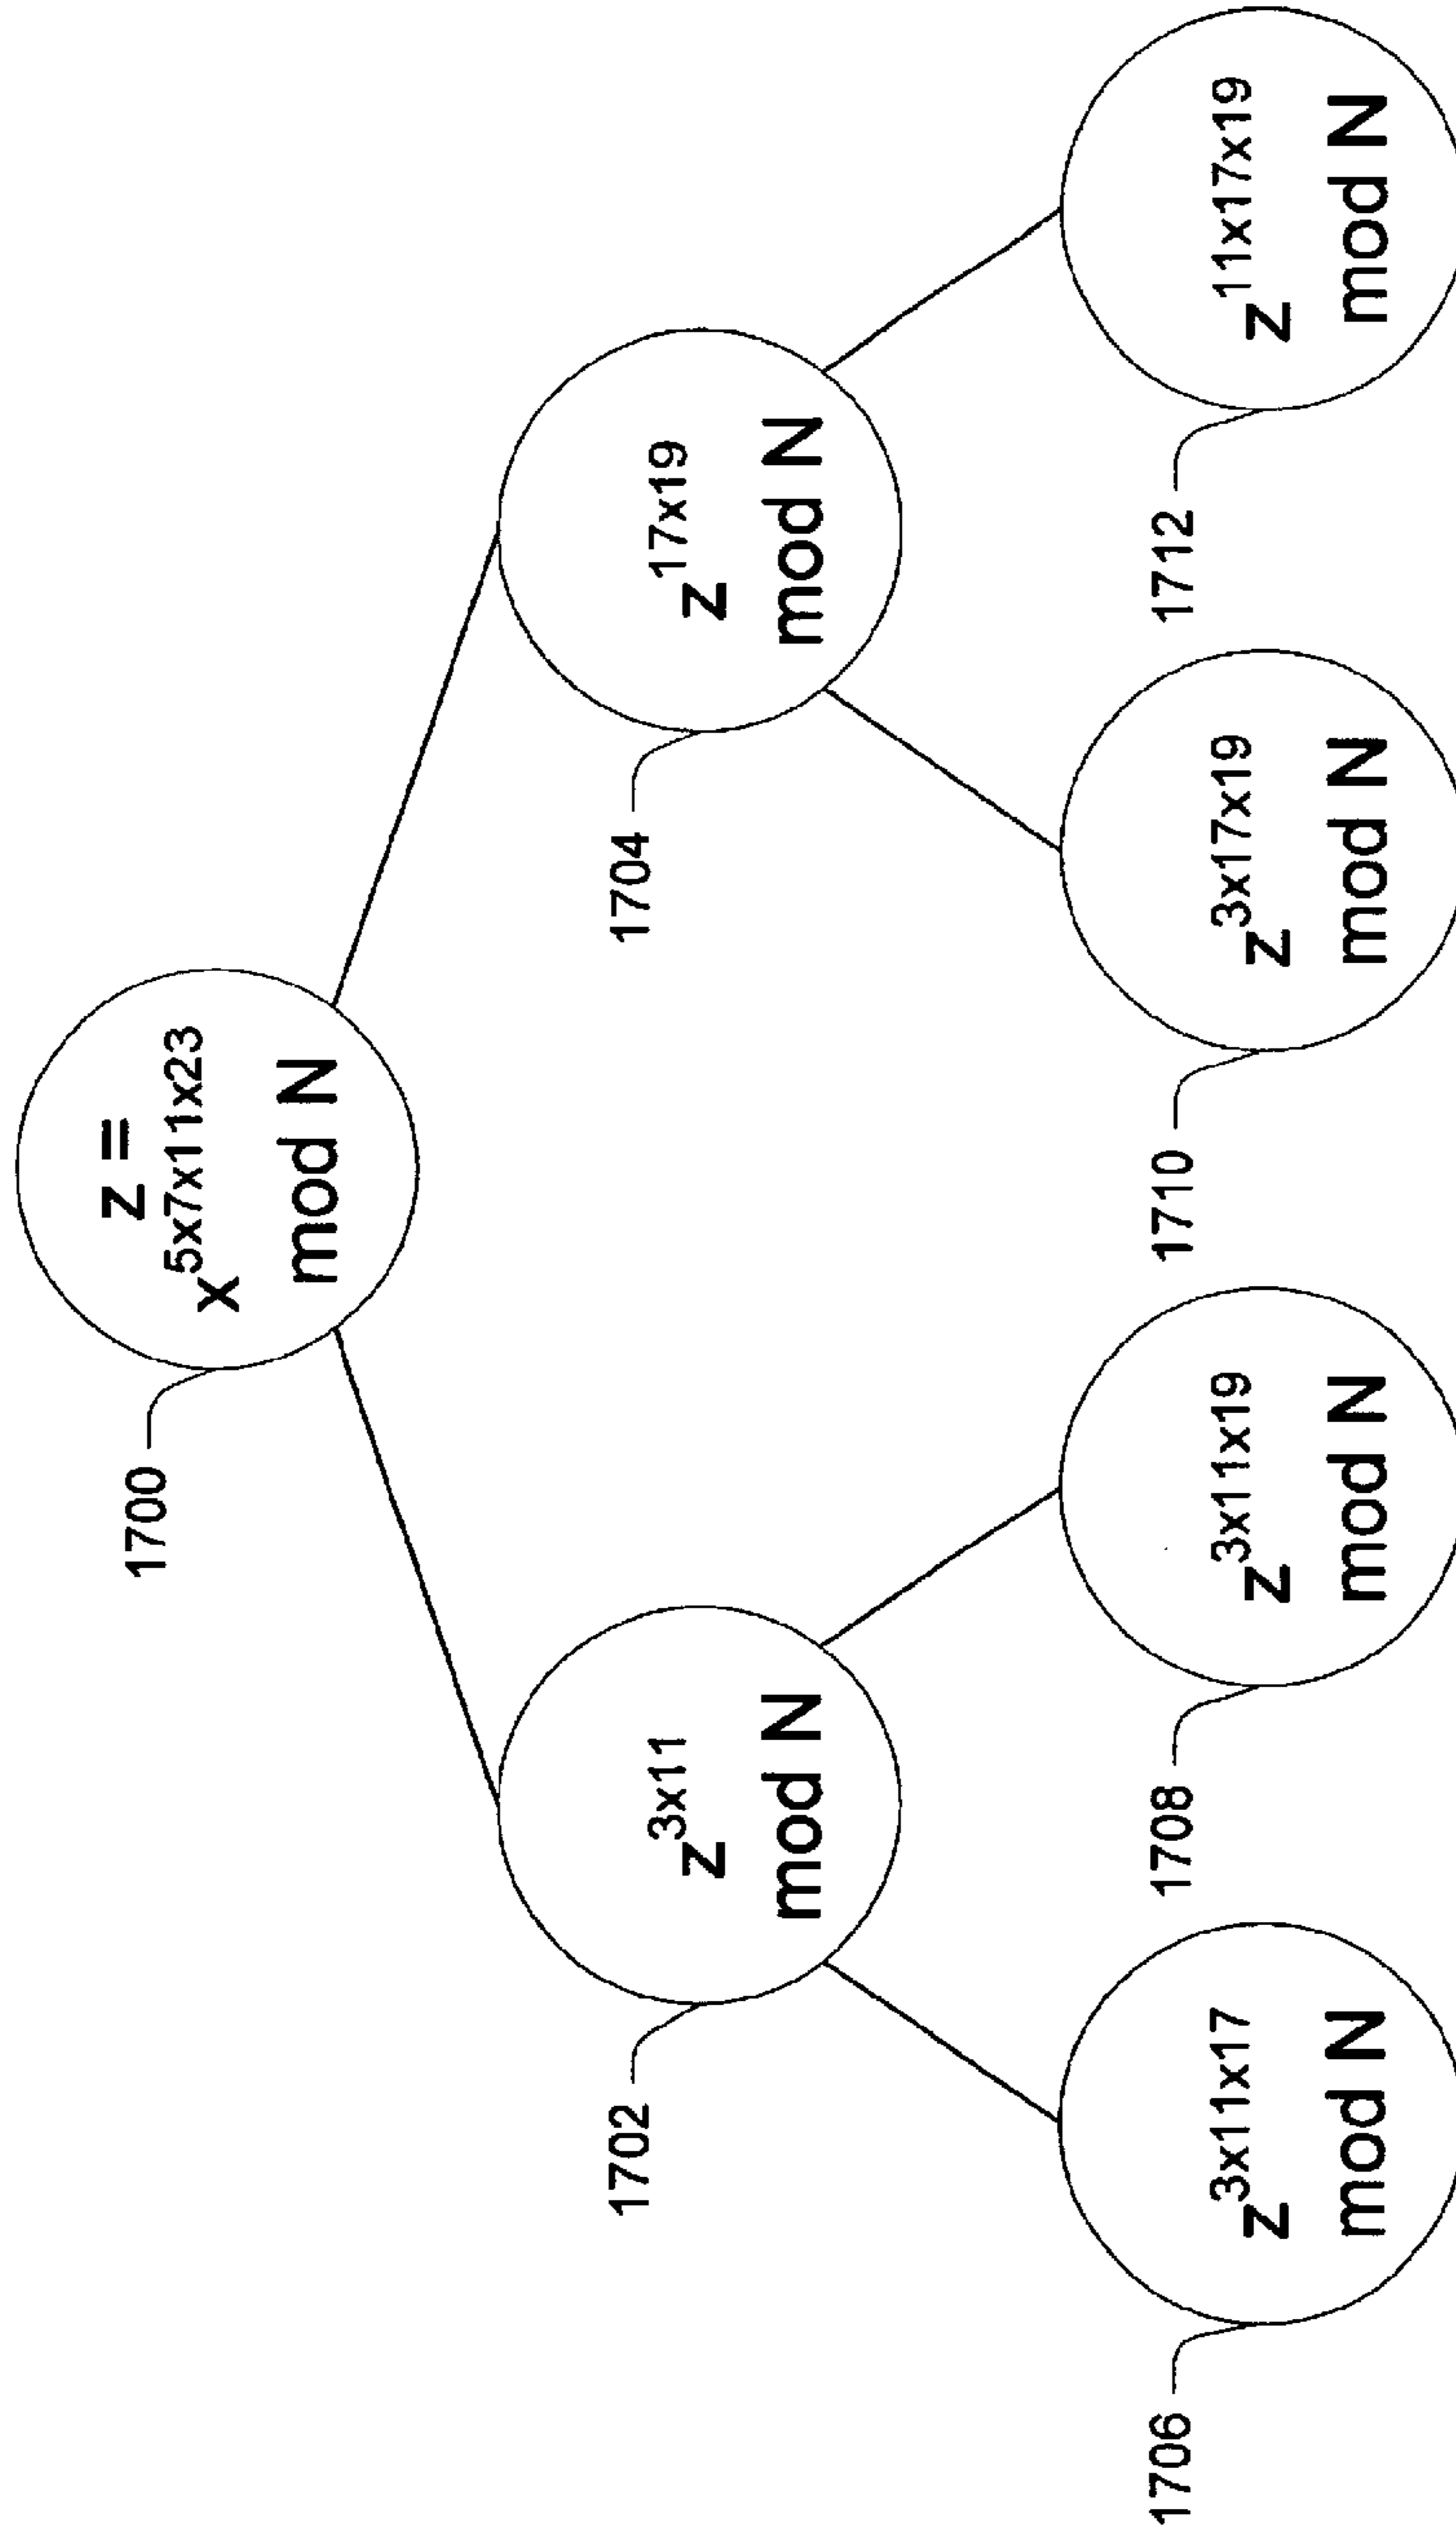 1700
z =
x^5x7x11x23
mod N
1702
z^3x11
mod N
1704
z^17x19
mod N
1706
z^3x11x17
mod N
1708
z^3x11x19
mod N
1710
z^3x17x19
mod N
1712
z^11x17x19
mod N